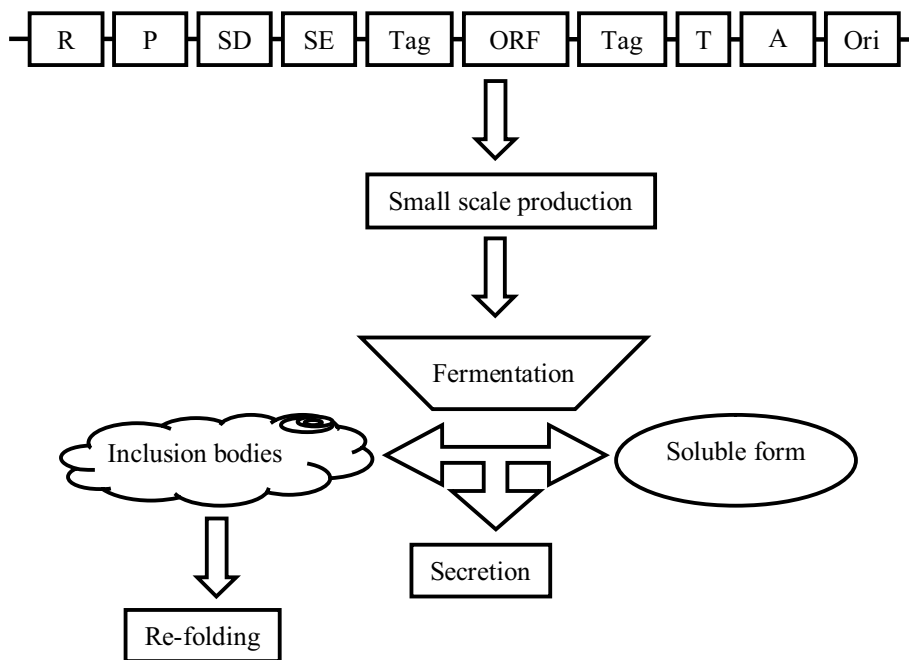 R P SD SE Tag ORF Tag T A Ori
Small scale production
Fermentation
Inclusion bodies
Soluble form
Secretion
Re-folding